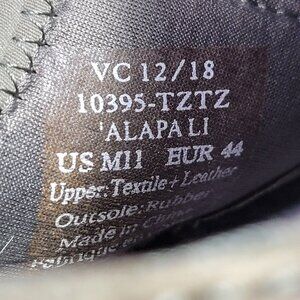 VC 12/18
10395-TZTZ
'ALAPA LI
US M11 EUR 44
Upper: Textile + Leather
Outsole: Rubber
Made in China
Fabriqué